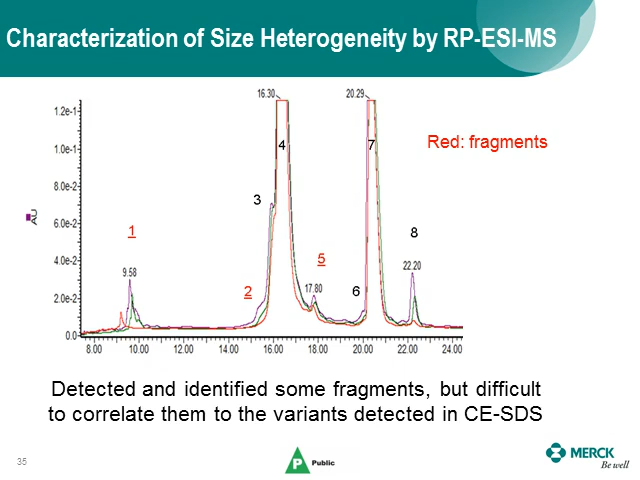 Characterization of Size Heterogeneity by RP-ESI-MS
16.30
20.29
1.2e-1
1.0e-1
8.0e-2
6.0e-2
4.0e-2
2.0e-2
0.0
AU
4
7
Red: fragments
3
1
8
5
9.58
2
17.80
6
22.20
8.00 10.00 12.00 14.00 16.00 18.00 20.00 22.00 24.00
Detected and identified some fragments, but difficult
to correlate them to the variants detected in CE-SDS
35
P
Public
MERCK
Be well